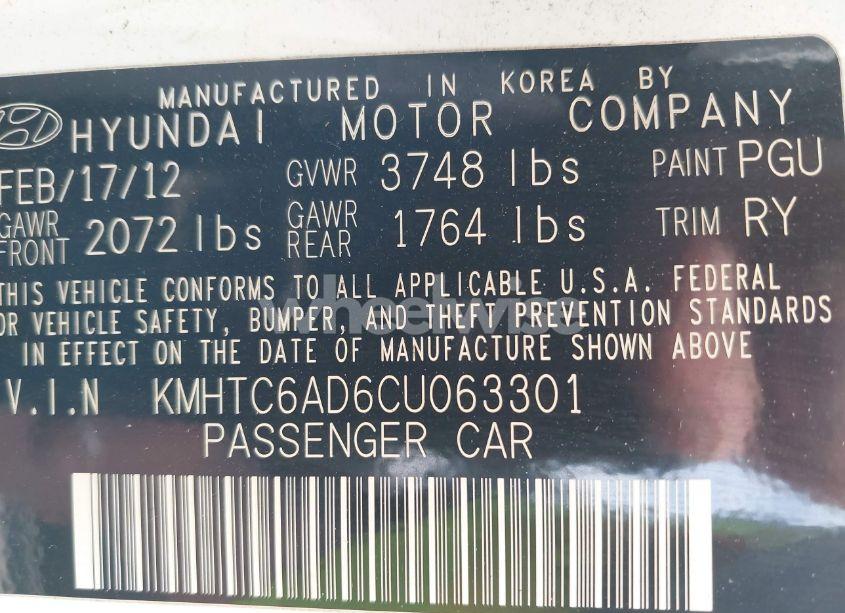 MANUFACTURED IN KOREA BY
HYUNDAI MOTOR COMPANY
FEB/17/12 GVWR 3748 lbs PAINT PGU
GAWR FRONT 2072 lbs GAWR REAR 1764 lbs TRIM RY
THIS VEHICLE CONFORMS TO ALL APPLICABLE U.S.A. FEDERAL
OR VEHICLE SAFETY, BUMPER, AND THEFT PREVENTION STANDARDS
IN EFFECT ON THE DATE OF MANUFACTURE SHOWN ABOVE
V.I.N KMHTC6AD6CU063301
PASSENGER CAR
wheelwise